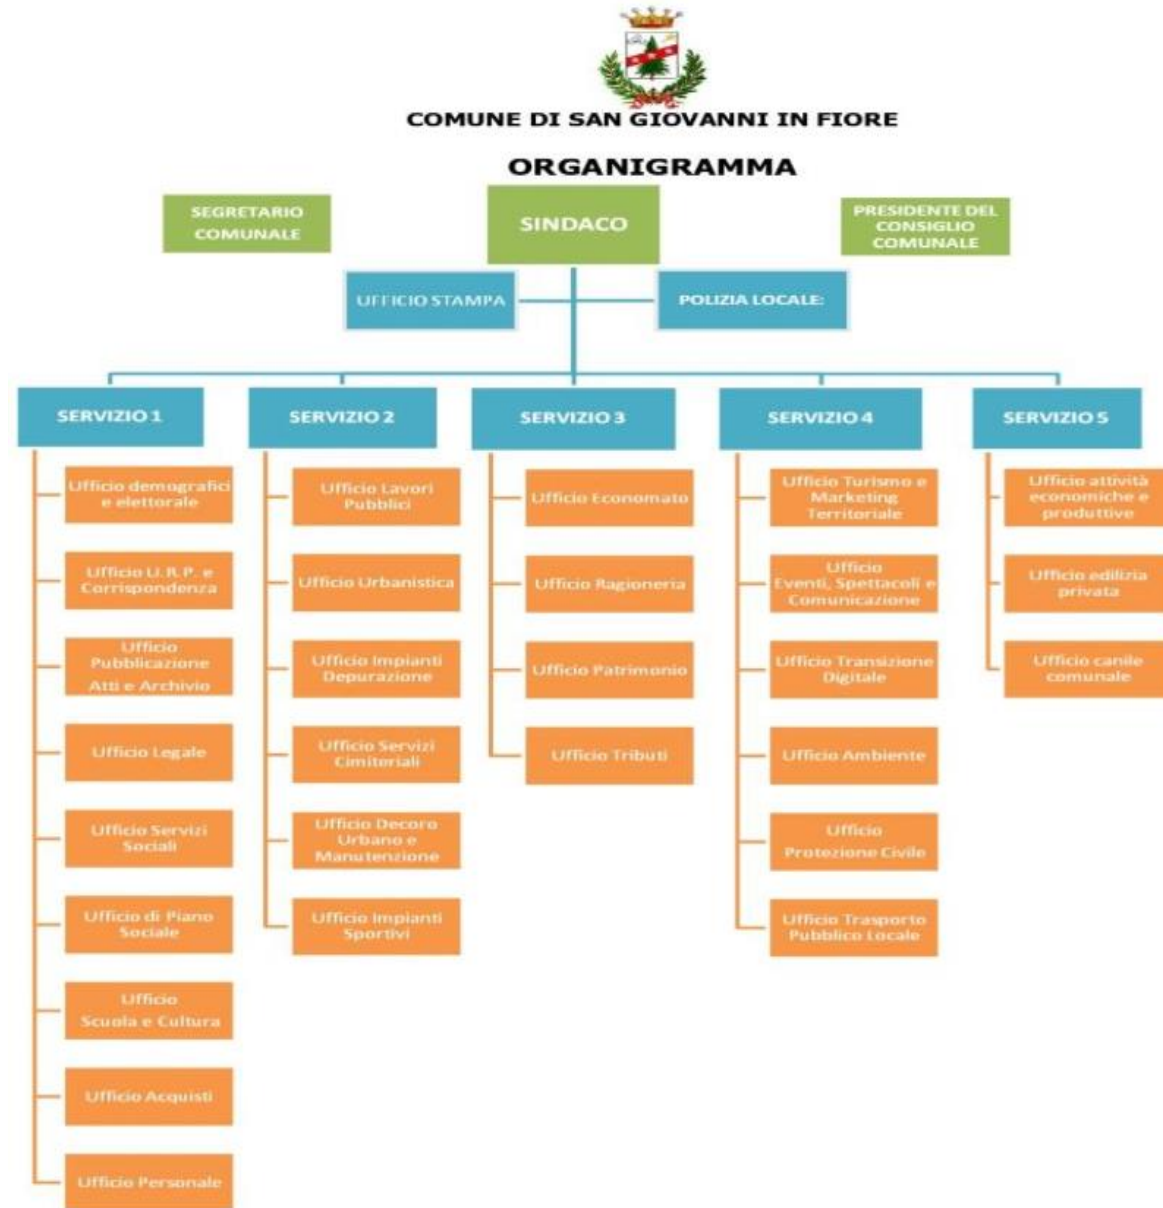 COMUNE DI SAN GIOVANNI IN FIORE
ORGANIGRAMMA
SEGRETARIO
COMUNALE
SINDACO
PRESIDENTE DEL
CONSIGLIO
COMUNALE
UFFICIO STAMPA
POLIZIA LOCALE:
SERVIZIO 1
Ufficio demografici
e elettorale
Ufficio U.R.P. e
Corrispondenza
Ufficio
Pubblicazione
Atti e Archivio
Ufficio Legale
Ufficio Servizi
Sociali
Ufficio di Piano
Sociale
Ufficio
Scuola e Cultura
Ufficio Acquisti
Ufficio Personale
SERVIZIO 2
Ufficio Lavori
Pubblici
Ufficio Urbanistica
Ufficio Impianti
Depurazione
Ufficio Servizi
Cimiteriali
Ufficio Decoro
Urbano e
Manutenzione
Ufficio Impianti
Sportivi
SERVIZIO 3
Ufficio Economato
Ufficio Ragioneria
Ufficio Patrimonio
Ufficio Tributi
SERVIZIO 4
Ufficio Turismo e
Marketing
Territoriale
Ufficio
Eventi, Spettacoli e
Comunicazione
Ufficio Transizione
Digitale
Ufficio Ambiente
Ufficio
Protezione Civile
Ufficio Trasporto
Pubblico Locale
SERVIZIO 5
Ufficio attività
economiche e
produttive
Ufficio edilizia
privata
Ufficio canile
comunale